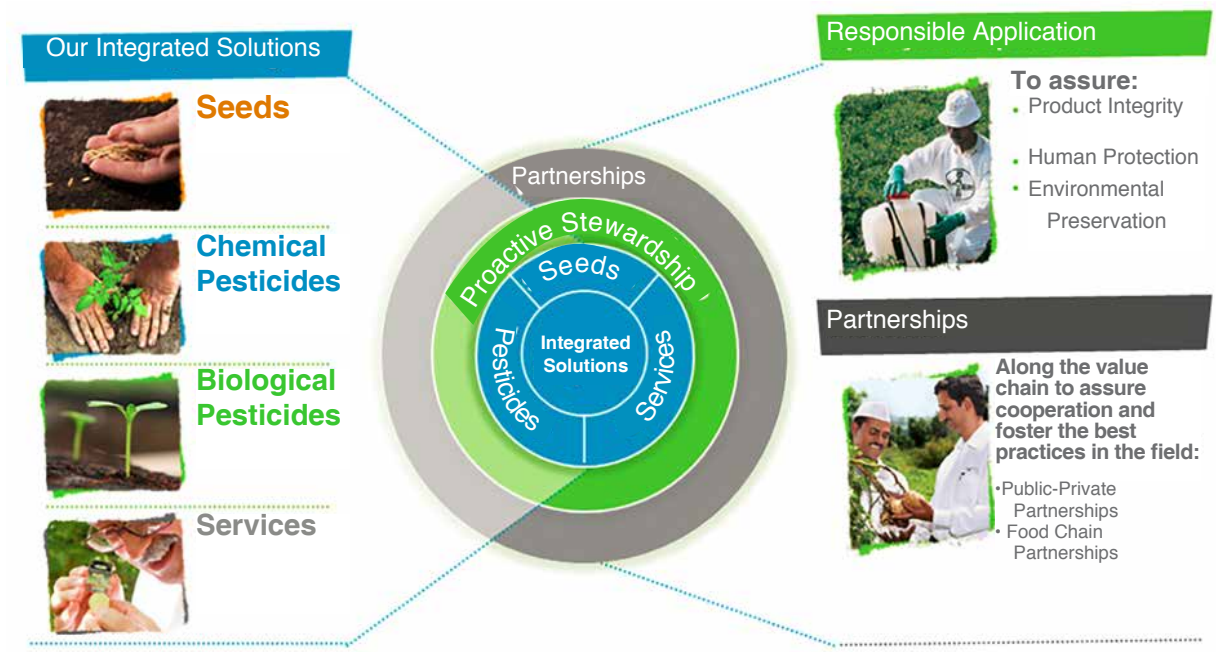 Our Integrated Solutions
Seeds
Chemical
Pesticides
Biological
Pesticides
Services
Partnerships
Proactive Stewardship
Seeds
Pesticides
Services
Integrated
Solutions
Responsible Application
To assure:
• Product Integrity
• Human Protection
• Environmental
Preservation
Partnerships
Along the value
chain to assure
cooperation and
foster the best
practices in the field:
•Public-Private
Partnerships
• Food Chain
Partnerships